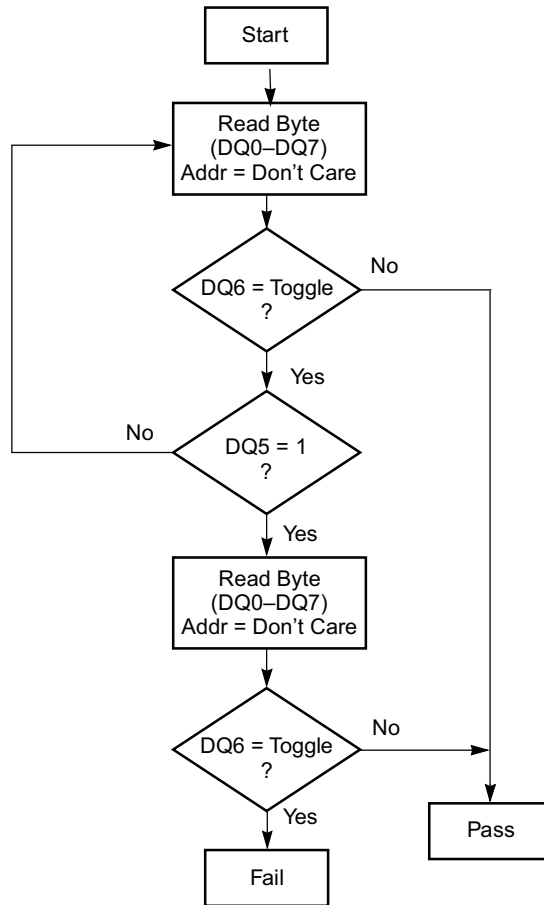 Start
Read Byte
(DQ0–DQ7)
Addr = Don’t Care
No
DQ6 = Toggle
?
Yes
No
DQ5 = 1
?
Yes
Read Byte
(DQ0–DQ7)
Addr = Don’t Care
No
DQ6 = Toggle
?
Yes
Pass
Fail